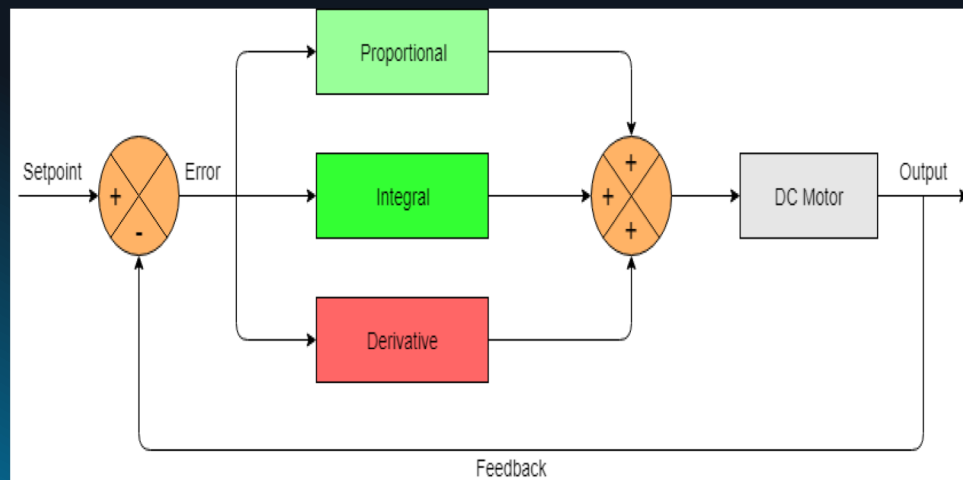 Proportional
Setpoint
Error
+
-
Integral
+
+
+
DC Motor
Output
Derivative
Feedback